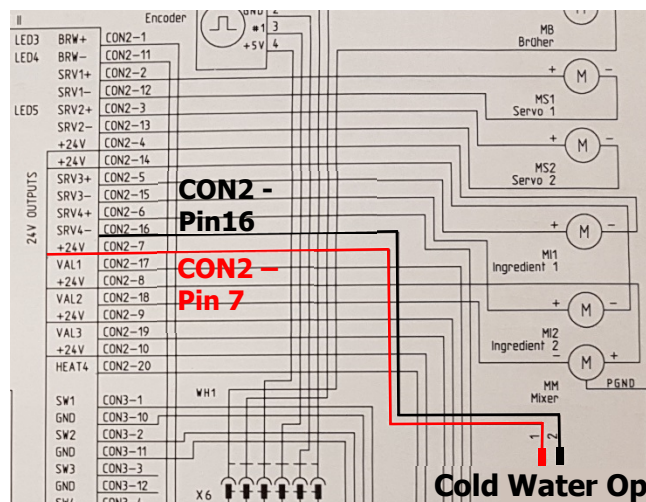 II
Encoder
GND 2
#1 3
+5V 4
MB
Brüher
LED3 BRW+ CON2-1
LED4 BRW- CON2-11
SRV1+ CON2-2
SRV1- CON2-12
LED5 SRV2+ CON2-3
SRV2- CON2-13
+24V CON2-4
+24V CON2-14
SRV3+ CON2-5
SRV3- CON2-15
SRV4+ CON2-6
SRV4- CON2-16
+24V CON2-7
VAL1 CON2-17
+24V CON2-8
VAL2 CON2-18
+24V CON2-9
VAL3 CON2-19
+24V CON2-10
HEAT4 CON2-20
24V OUTPUTS
CON2 -
Pin16
CON2 –
Pin 7
+ M -
MS1
Servo 1
+ M -
MS2
Servo 2
+ M -
MI1
Ingredient 1
+ M -
MI2
Ingredient 2
- M +
MM
Mixer
PGND
SW1 CON3-1
GND CON3-10
SW2 CON3-2
GND CON3-11
SW3 CON3-3
GND CON3-12
SW4 CON3-4
WH1
X6
1 2
Cold Water Op